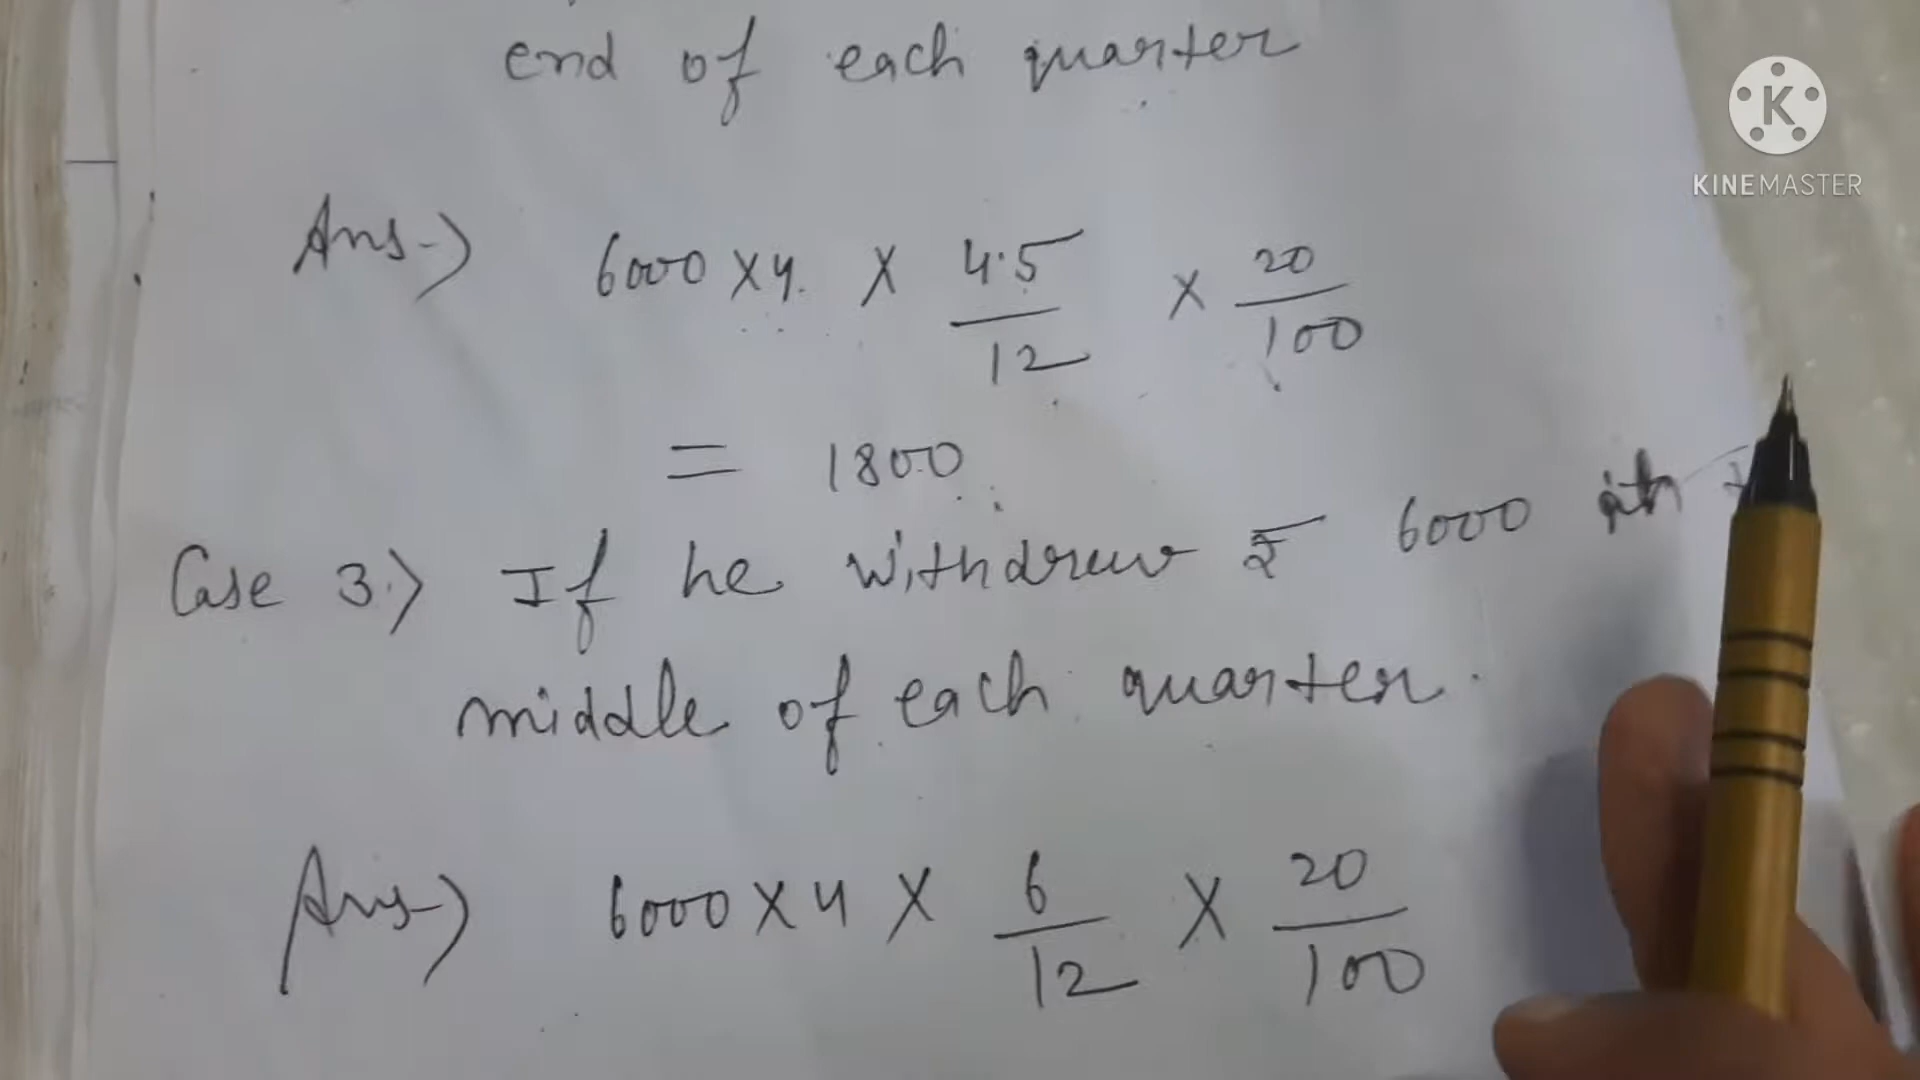 end of each quarter
K
KINEMASTER
Ans→ 6000 x 4 x 4.5/12 x 20/100
= 1800
Case 3.> If he withdrew ₹ 6000 in
middle of each quarter.
Ans→ 6000 x 4 x 6/12 x 20/100